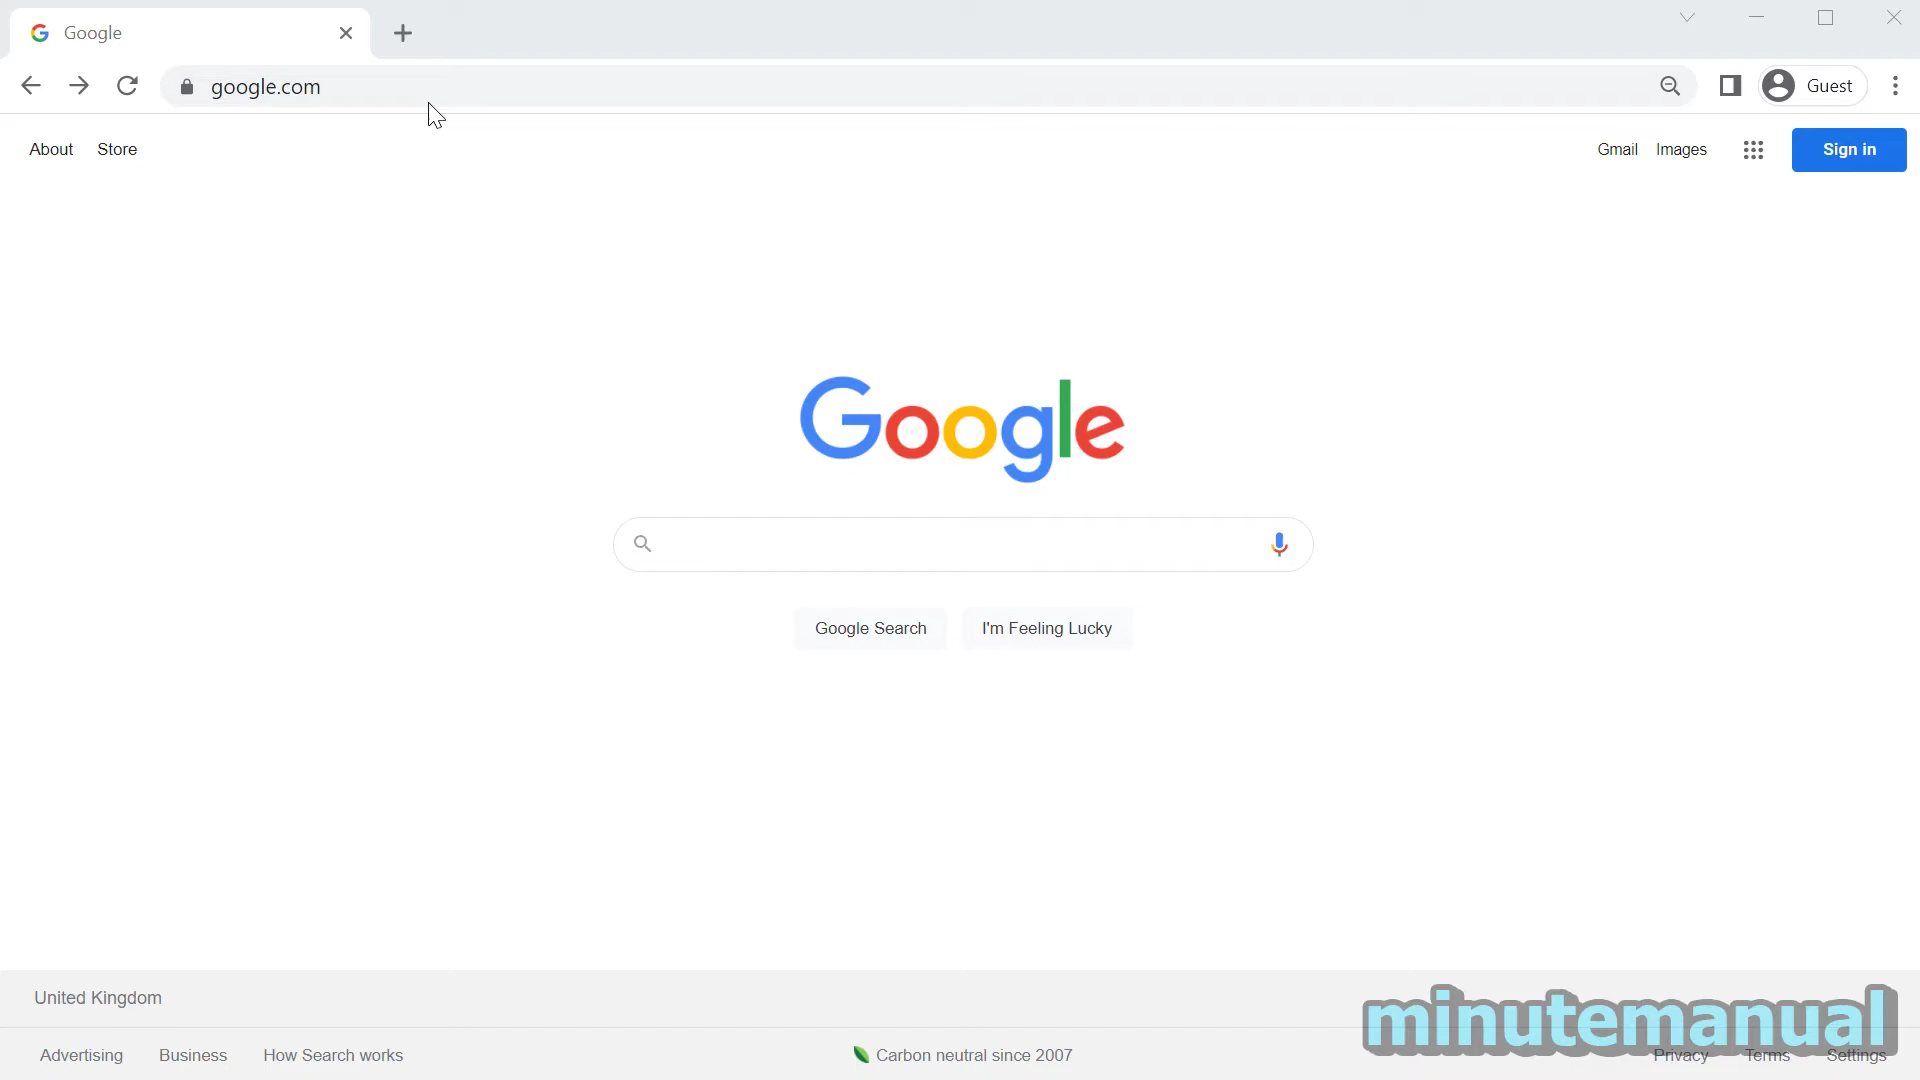 Google
google.com
Guest
About Store
Gmail Images
Sign in
Google
Google Search
I'm Feeling Lucky
United Kingdom
minutemanual
Advertising Business How Search works
Carbon neutral since 2007
Privacy Terms Settings